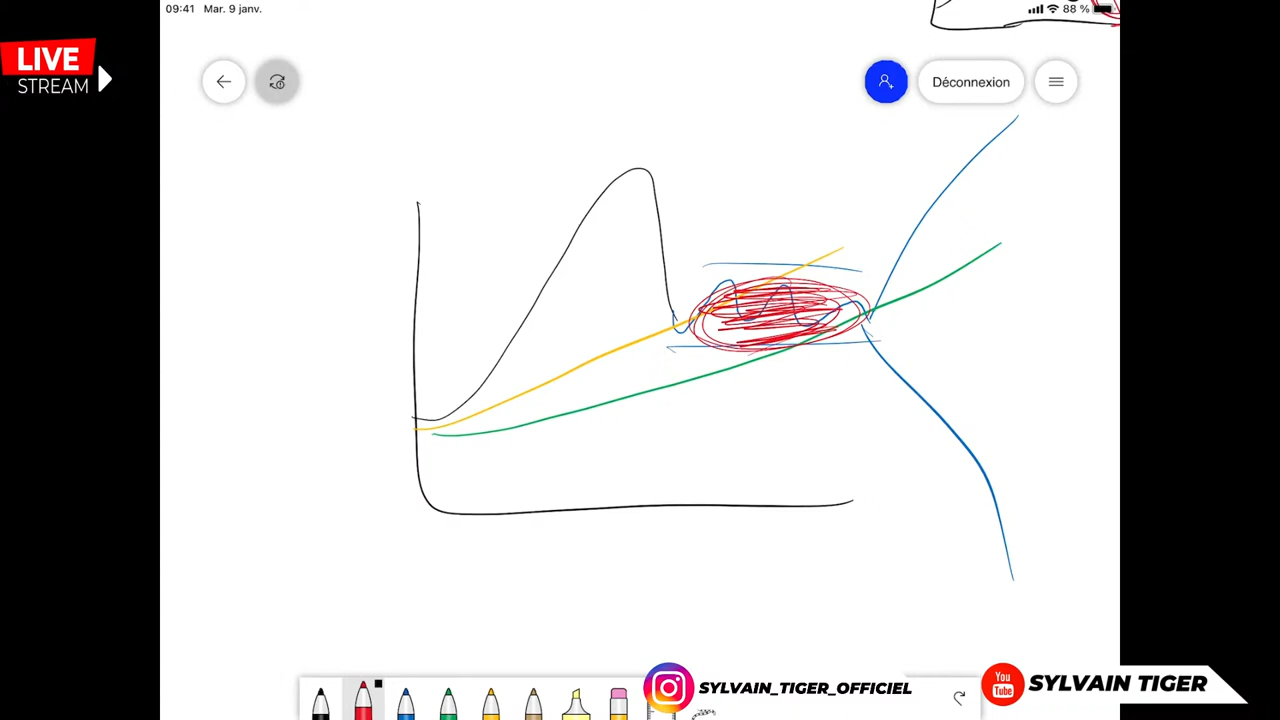 09:41 Mar. 9 janv.
88 %
LIVE
STREAM
Déconnexion
SYLVAIN_TIGER_OFFICIEL
You
Tube
SYLVAIN TIGER